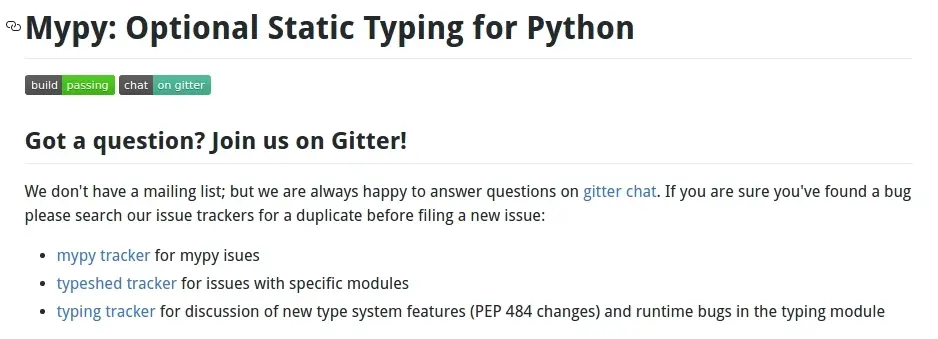 Mypy: Optional Static Typing for Python
build passing chat on gitter
Got a question? Join us on Gitter!
We don't have a mailing list; but we are always happy to answer questions on gitter chat. If you are sure you've found a bug
please search our issue trackers for a duplicate before filing a new issue:
• mypy tracker for mypy isues
• typeshed tracker for issues with specific modules
• typing tracker for discussion of new type system features (PEP 484 changes) and runtime bugs in the typing module